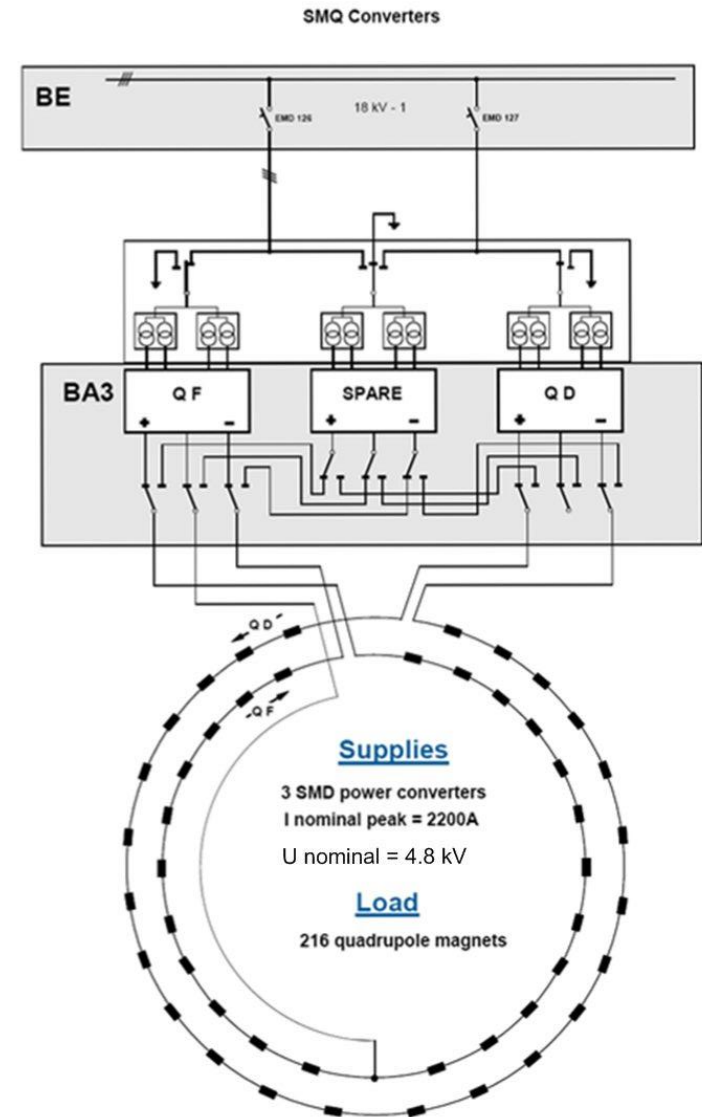 SMQ Converters
BE
18 kV - 1
EMD 126
EMD 127
BA3
Q F
SPARE
Q D
+ −
+ −
+ −
Q D
Q F
Supplies
3 SMD power converters
I nominal peak = 2200A
U nominal = 4.8 kV
Load
216 quadrupole magnets